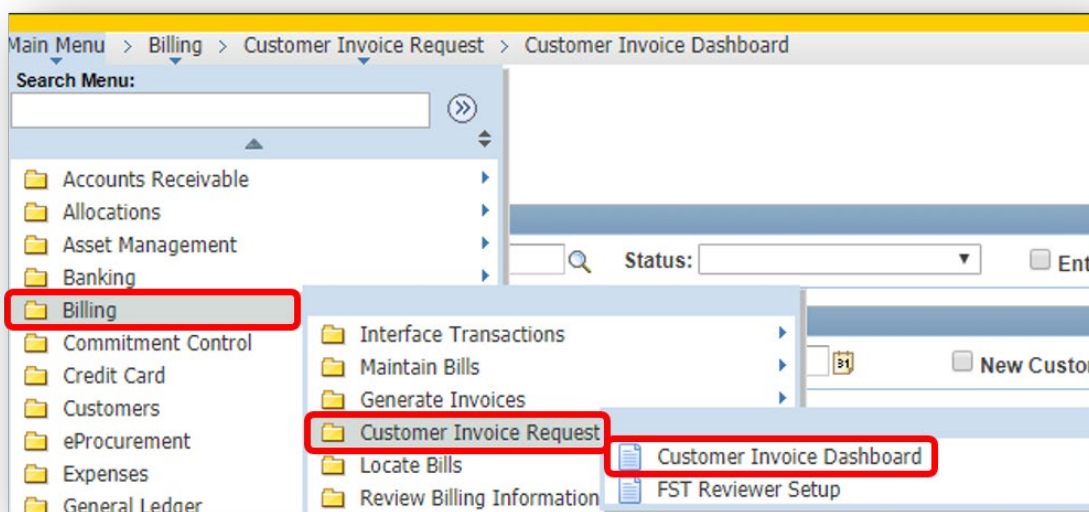 Main Menu > Billing > Customer Invoice Request > Customer Invoice Dashboard
Search Menu:
Accounts Receivable
Allocations
Asset Management
Banking
Status:
Ent
Billing
Commitment Control
Credit Card
Customers
eProcurement
Expenses
General Ledger
Interface Transactions
Maintain Bills
Generate Invoices
Customer Invoice Request
Locate Bills
Review Billing Information
31
New Custo
Customer Invoice Dashboard
FST Reviewer Setup